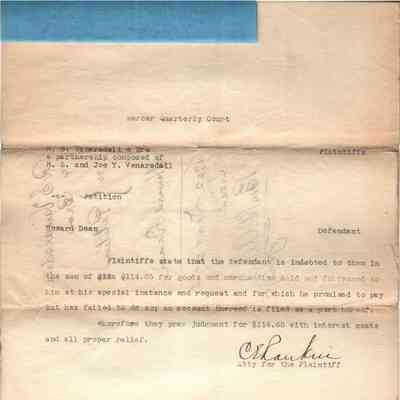 Mercer Quarterly Court
H. S. Vanarsdall & Bro
a partnership composed of
H. S. and Joe Y. Vanarsdall
Plaintiffs
Petition
Howard Dean
Defendant
Plaintiffs state that the defendant is indebted to them in
the sum of $114.65 for goods and merchandise sold and furnished to
him at his special instance and request and for which he promised to pay
but has failed to do so; an account thereof is filed as a part hereof.
Wherefore they pray judgment for $114.65 with interest costs
and all proper relief.
C E Rankin
Atty for the Plaintiff